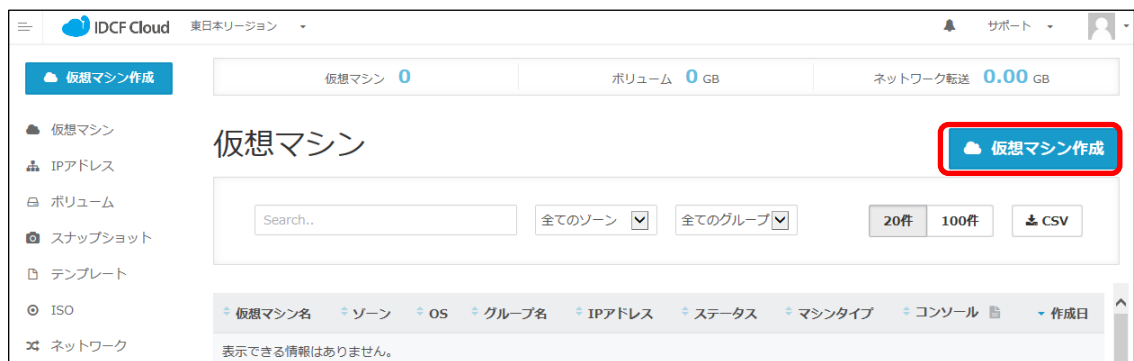 IDCF Cloud 東日本リージョン サポート
仮想マシン作成
仮想マシン 0 ボリューム 0 GB ネットワーク転送 0.00 GB
仮想マシン
IPアドレス
ボリューム
スナップショット
テンプレート
ISO
ネットワーク
仮想マシン
仮想マシン作成
Search.. 全てのゾーン 全てのグループ 20件 100件 CSV
仮想マシン名 ゾーン OS グループ名 IPアドレス ステータス マシンタイプ コンソール 作成日
表示できる情報はありません。